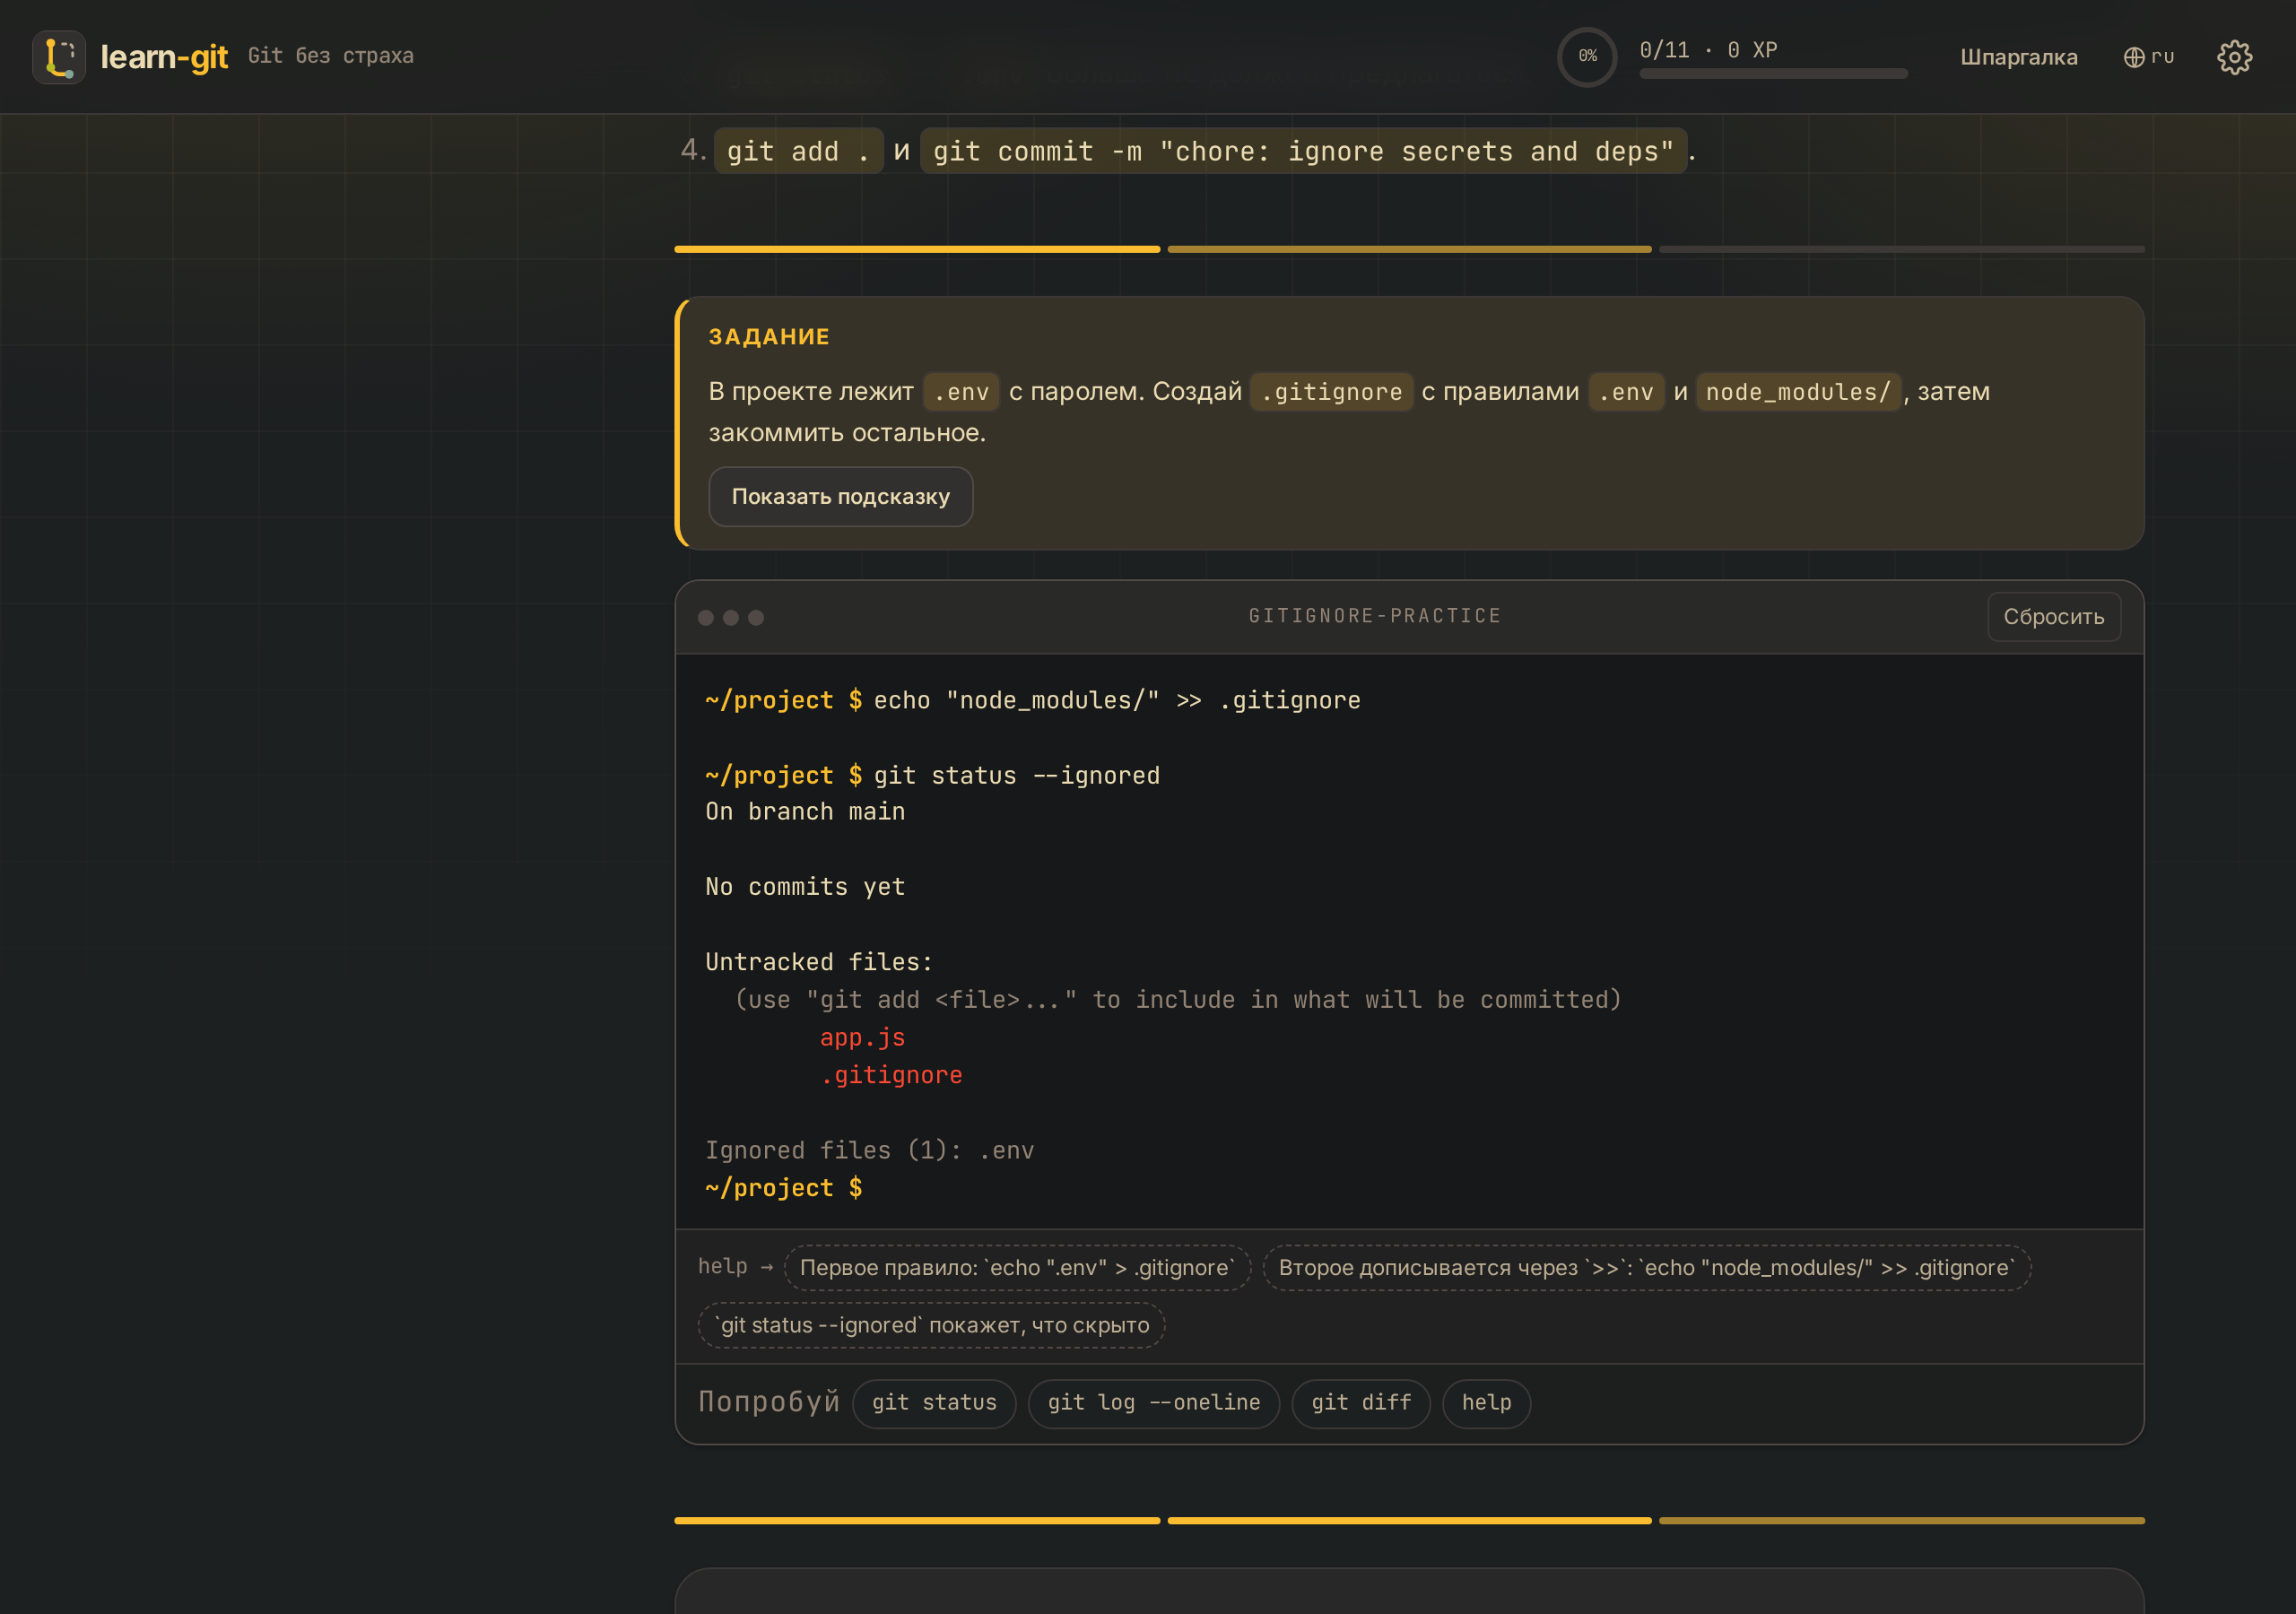 learn-git Git без страха 0% 0/11 · 0 XP Шпаргалка ru
4. git add . и git commit -m "chore: ignore secrets and deps".
ЗАДАНИЕ
В проекте лежит .env с паролем. Создай .gitignore с правилами .env и node_modules/, затем
закоммить остальное.
Показать подсказку
GITIGNORE-PRACTICE Сбросить
~/project $ echo "node_modules/" >> .gitignore
~/project $ git status --ignored
On branch main
No commits yet
Untracked files:
(use "git add <file>..." to include in what will be committed)
app.js
.gitignore
Ignored files (1): .env
~/project $
help → Первое правило: `echo ".env" > .gitignore` Второе дописывается через `>>`: `echo "node_modules/" >> .gitignore`
`git status --ignored` покажет, что скрыто
Попробуй git status git log --oneline git diff help